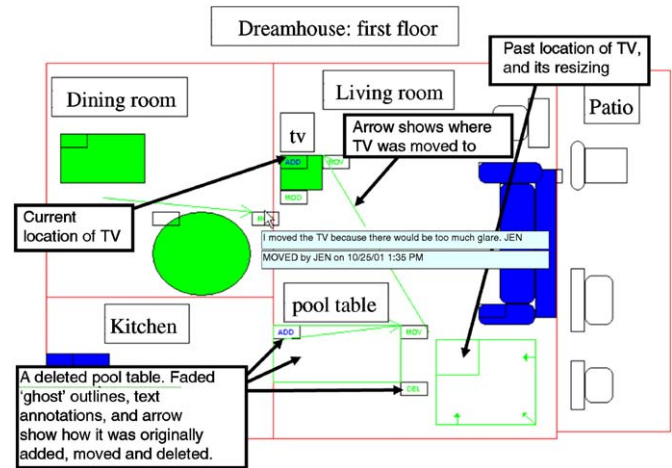 Dreamhouse: first floor
Past location of TV,
and its resizing
Dining room
Living room
Patio
tv
Arrow shows where
TV was moved to
ADD
MOV
MOD
Current
location of TV
I moved the TV because there would be too much glare. JEN
MOVED by JEN on 10/25/01 1:35 PM
pool table
Kitchen
ADD
MOV
A deleted pool table. Faded
'ghost' outlines, text
annotations, and arrow
show how it was originally
added, moved and deleted.
DEL